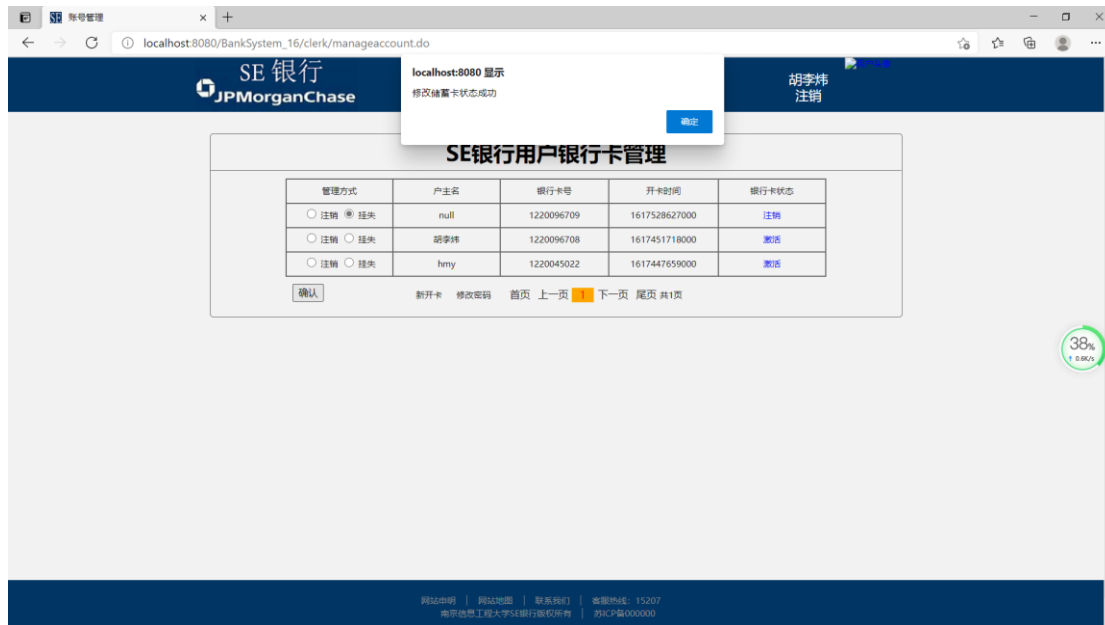 SE 账号管理
localhost:8080/BankSystem_16/clerk/manageaccount.do
SE 银行
JPMorganChase
localhost:8080 显示
修改储蓄卡状态成功
确定
胡李炜
注销
SE银行用户银行卡管理
管理方式 户主名 银行卡号 开卡时间 银行卡状态
注销 挂失 null 1220096709 1617528627000 注销
注销 挂失 胡李炜 1220096708 1617451718000 激活
注销 挂失 hmy 1220045022 1617447659000 激活
确认 新开卡 修改密码 首页 上一页 1 下一页 尾页 共1页
38%
↑ 0.6K/s
网站申明 | 网站地图 | 联系我们 | 客服热线：15207
南京信息工程大学SE银行版权所有 | 苏ICP备000000